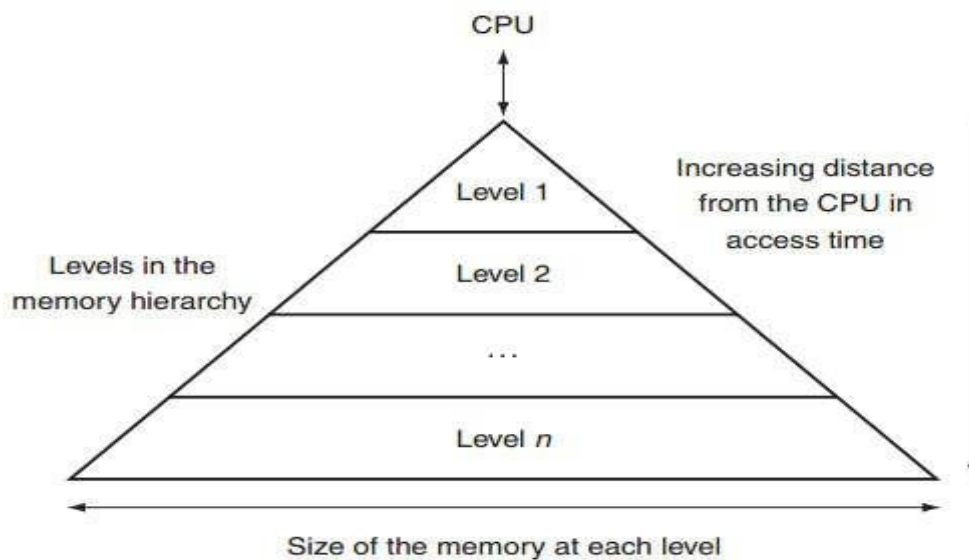 CPU
Level 1
Increasing distance
from the CPU in
access time
Levels in the
memory hierarchy
Level 2
...
Level n
Size of the memory at each level